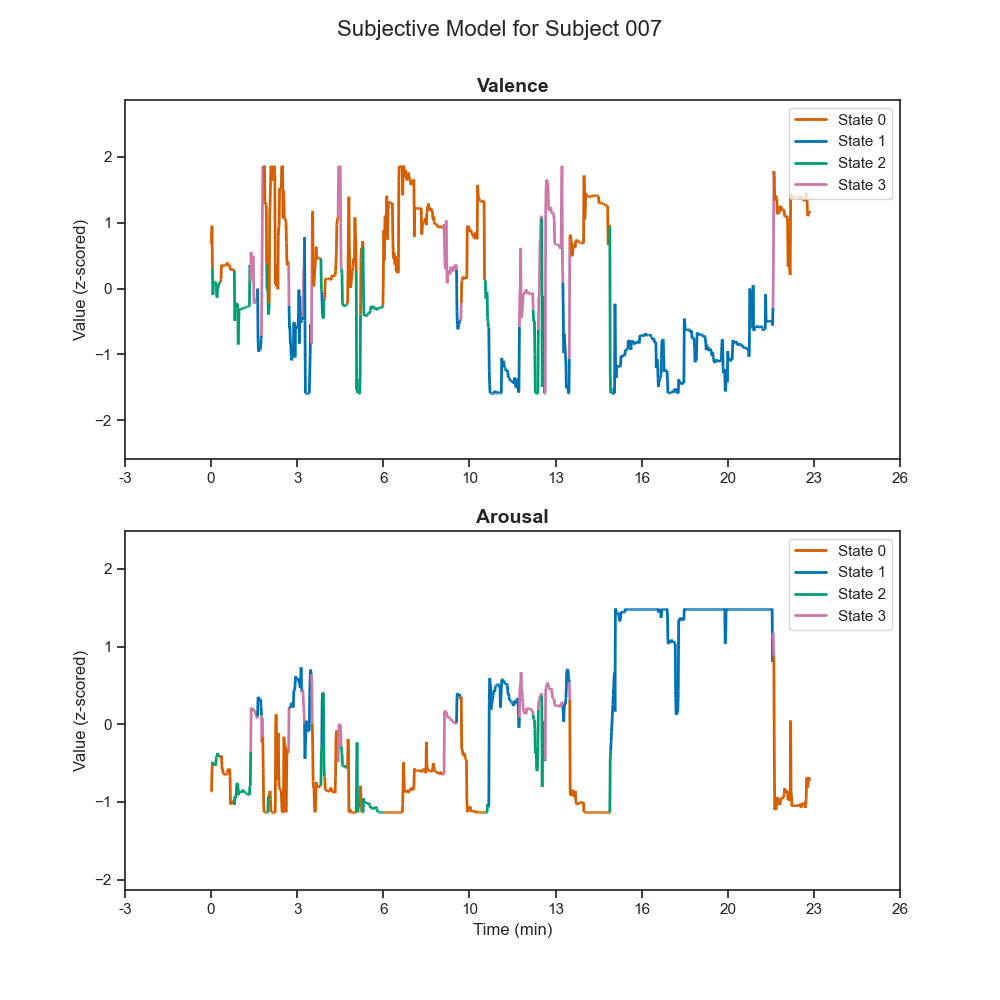 Subjective Model for Subject 007
Valence
State 0
State 1
State 2
State 3
Value (z-scored)
2
1
0
−1
−2
-3 0 3 6 10 13 16 20 23 26
Arousal
State 0
State 1
State 2
State 3
Value (z-scored)
2
1
0
−1
−2
-3 0 3 6 10 13 16 20 23 26
Time (min)